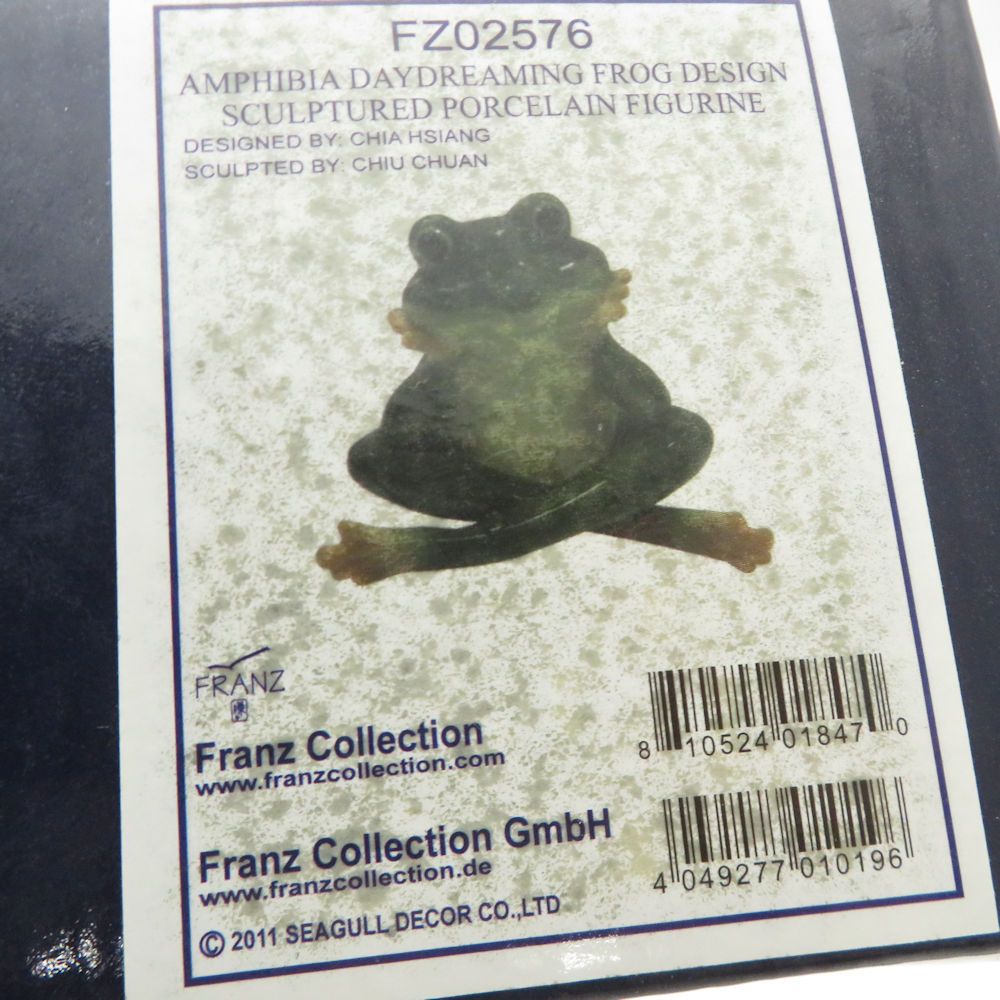 FZ02576
AMPHIBIA DAYDREAMING FROG DESIGN
SCULPTURED PORCELAIN FIGURINE
DESIGNED BY: CHIA HSIANG
SCULPTED BY: CHIU CHUAN
FRANZ
Franz Collection
www.franzcollection.com
8 10524 01847 0
Franz Collection GmbH
www.franzcollection.de
4 049277 010196
© 2011 SEAGULL DECOR CO.,LTD